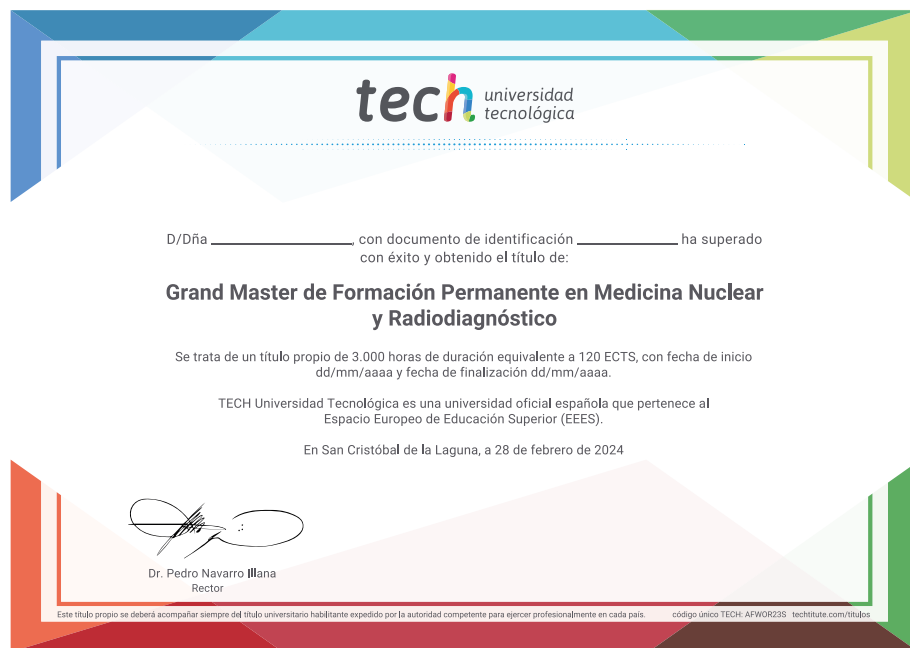 tech universidad
tecnológica
D/Dña ________________, con documento de identificación ____________ ha superado
con éxito y obtenido el título de:
Grand Master de Formación Permanente en Medicina Nuclear
y Radiodiagnóstico
Se trata de un título propio de 3.000 horas de duración equivalente a 120 ECTS, con fecha de inicio
dd/mm/aaaa y fecha de finalización dd/mm/aaaa.
TECH Universidad Tecnológica es una universidad oficial española que pertenece al
Espacio Europeo de Educación Superior (EEES).
En San Cristóbal de la Laguna, a 28 de febrero de 2024
Dr. Pedro Navarro Illana
Rector
Este título propio se deberá acompañar siempre del título universitario habilitante expedido por la autoridad competente para ejercer profesionalmente en cada país. código único TECH: AFWOR23S techtitute.com/titulos